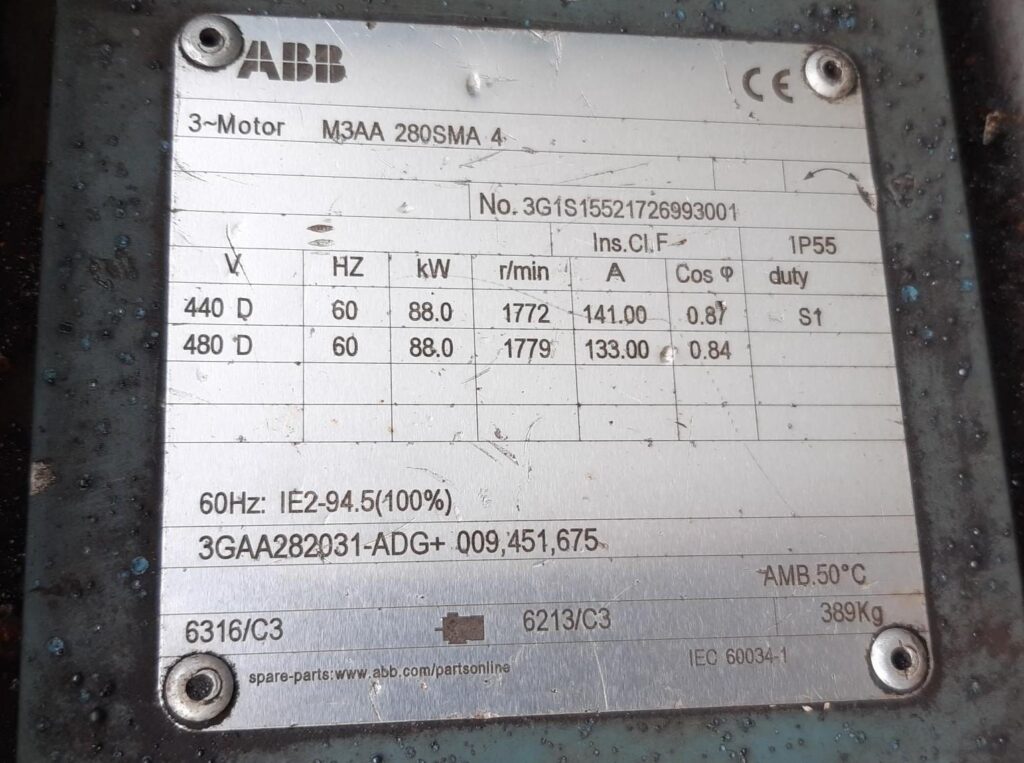 ABB
CE
3~Motor M3AA 280SMA 4
No. 3G1S15521726993001
Ins.Cl.F IP55
V HZ kW r/min A Cos φ duty
440 D 60 88.0 1772 141.00 0.87 S1
480 D 60 88.0 1779 133.00 0.84
60Hz: IE2-94.5(100%)
3GAA282031-ADG+ 009,451,675
AMB.50°C
6316/C3 6213/C3 389Kg
spare-parts:www.abb.com/partsonline IEC 60034-1